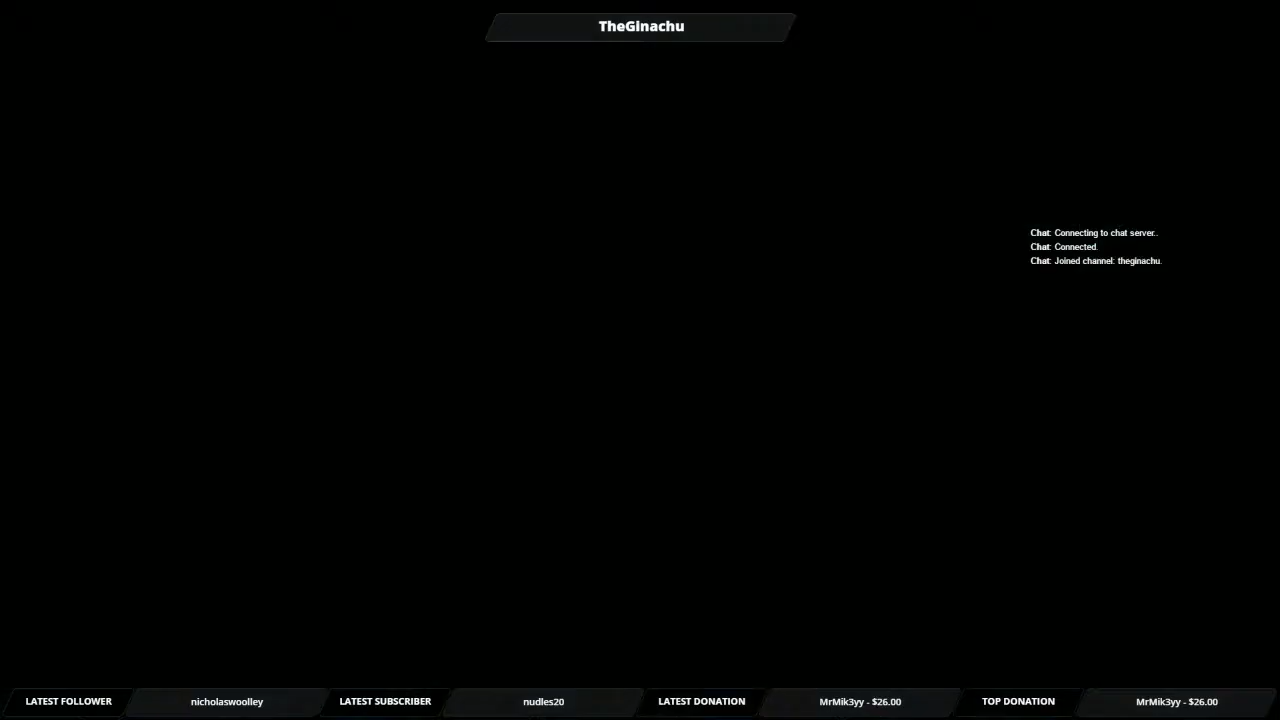 TheGinachu
Chat: Connecting to chat server..
Chat: Connected.
Chat: Joined channel: theginachu.
LATEST FOLLOWER nicholaswoolley LATEST SUBSCRIBER nudles20 LATEST DONATION MrMik3yy - $26.00 TOP DONATION MrMik3yy - $26.00